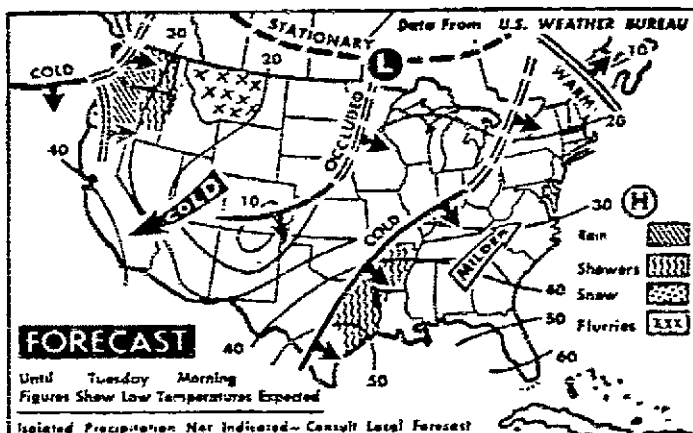 Data From U.S. WEATHER BUREAU
STATIONARY
30
10
COLD
20
L
WARM
OCCLUDED
20
40
COLD
10
30
H
COLD
MILDER
Rain
Showers
Snow
Flurries
40
50
60
40
50
FORECAST
Until Tuesday Morning
Figures Show Low Temperatures Expected
Isolated Precipitation Not Indicated– Consult Local Forecast